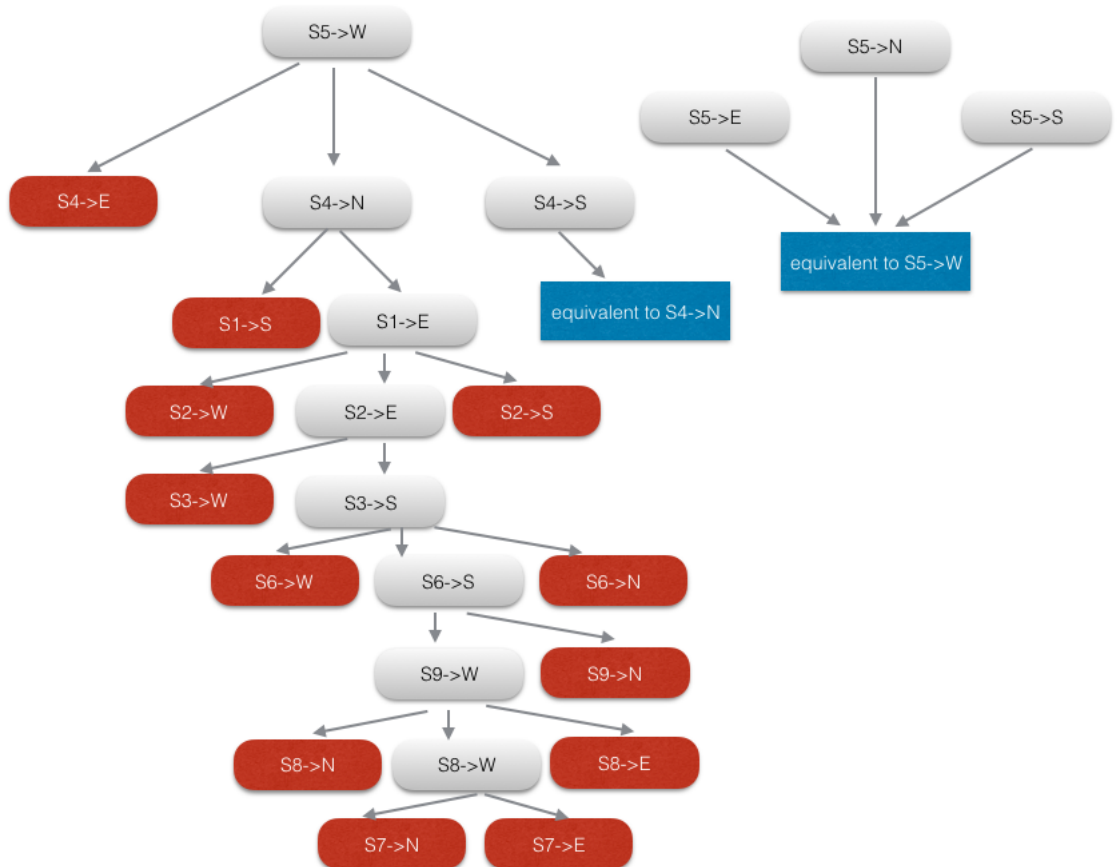 S5->W
S5->N
S5->E
S5->S
S4->E
S4->N
S4->S
equivalent to S5->W
S1->S
S1->E
equivalent to S4->N
S2->W
S2->E
S2->S
S3->W
S3->S
S6->W
S6->S
S6->N
S9->W
S9->N
S8->N
S8->W
S8->E
S7->N
S7->E